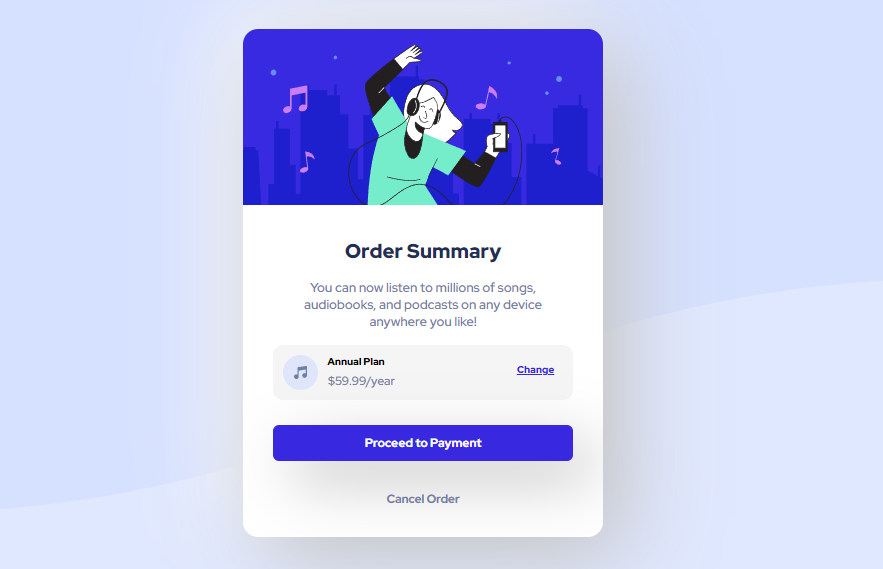 Order Summary
You can now listen to millions of songs,
audiobooks, and podcasts on any device
anywhere you like!
Annual Plan
$59.99/year
Change
Proceed to Payment
Cancel Order